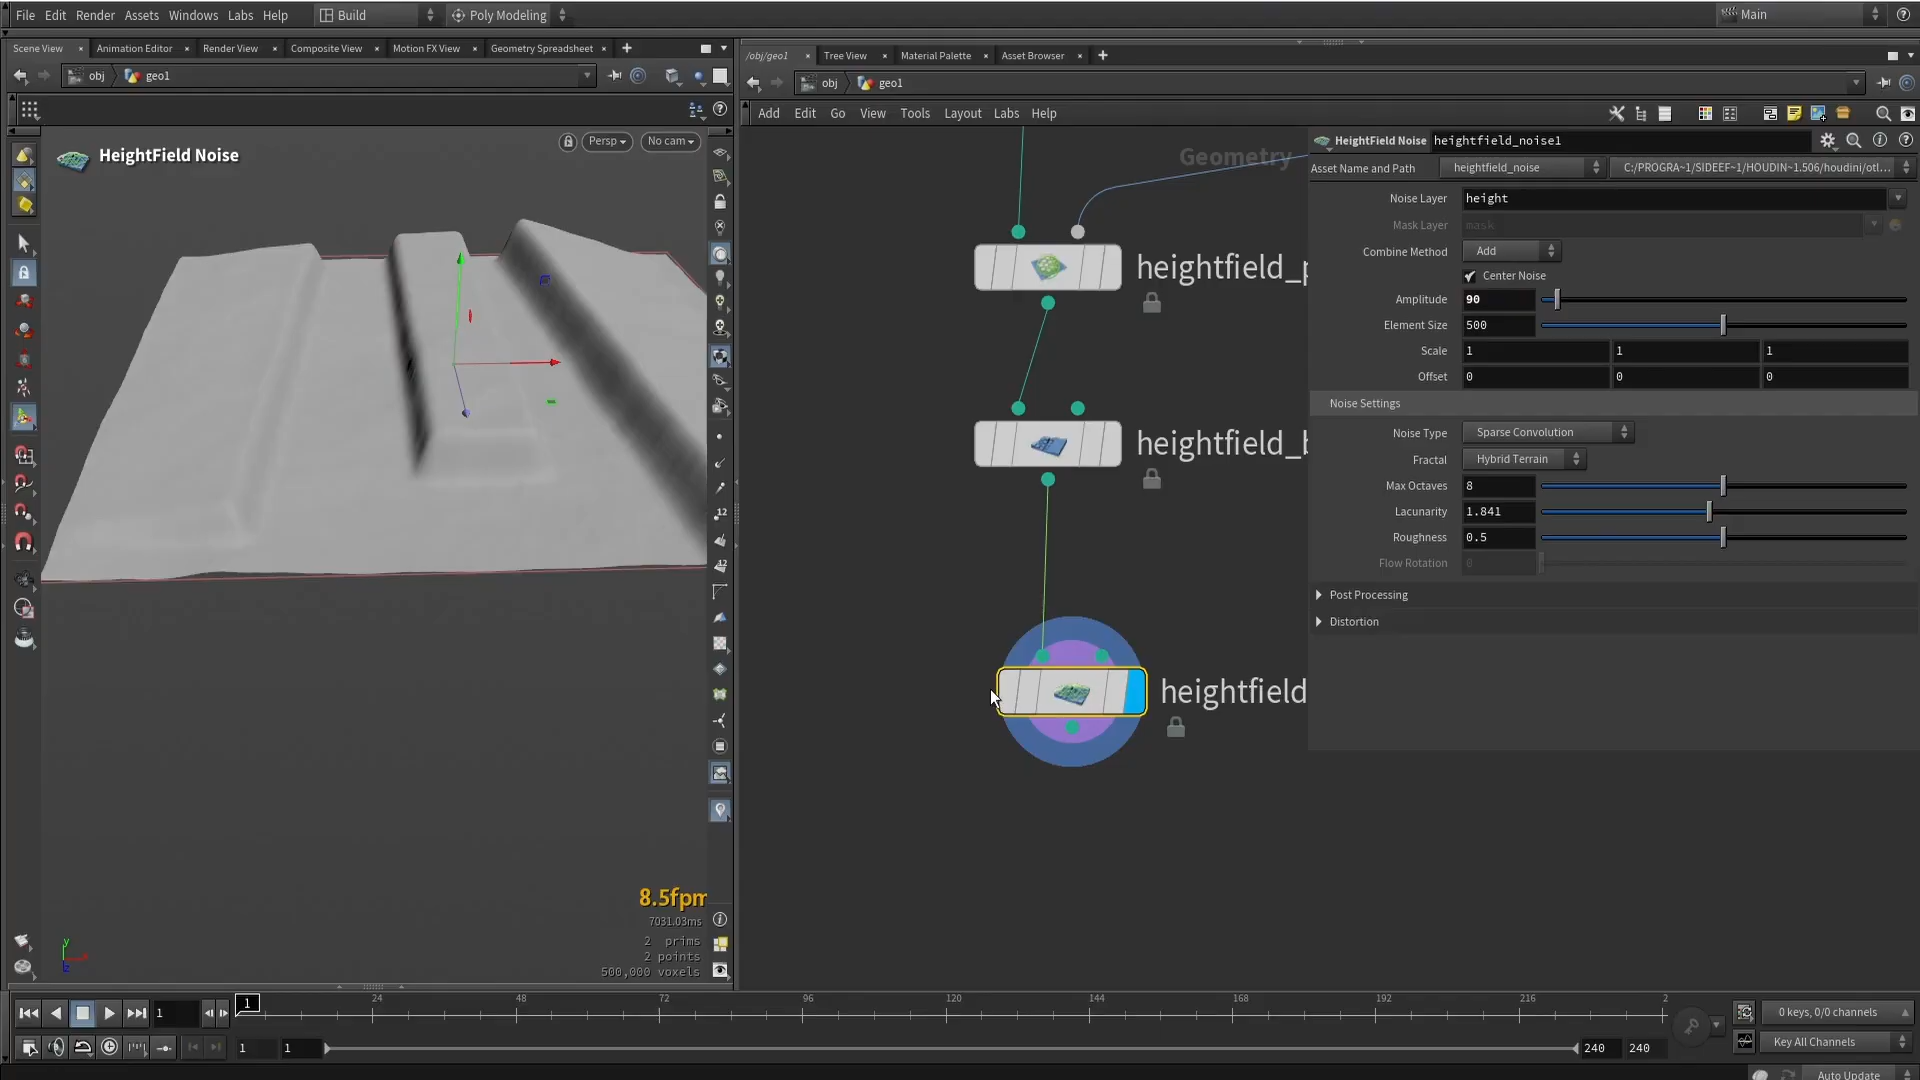 File Edit Render Assets Windows Labs Help Build Poly Modeling Main
Scene View Animation Editor Render View Composite View Motion FX View Geometry Spreadsheet
obj geo1
/obj/geo1 Tree View Material Palette Asset Browser
obj geo1
Add Edit Go View Tools Layout Labs Help
HeightField Noise
Persp No cam
Geometry
heightfield_p
heightfield_b
heightfield
HeightField Noise heightfield_noise1
Asset Name and Path heightfield_noise C:/PROGRA~1/SIDEEF~1/HOUDIN~1.506/houdini/otl...
Noise Layer height
Mask Layer mask
Combine Method Add
Center Noise
Amplitude 90
Element Size 500
Scale 1 1 1
Offset 0 0 0
Noise Settings
Noise Type Sparse Convolution
Fractal Hybrid Terrain
Max Octaves 8
Lacunarity 1.841
Roughness 0.5
Flow Rotation 0
Post Processing
Distortion
12
12
8.5fpm
7031.03ms
2 prims
2 points
500,000 voxels
y
z
1 1 24 48 72 96 120 144 168 192 216 2
0 keys, 0/0 channels
1 1 240 240 Key All Channels
Auto Update